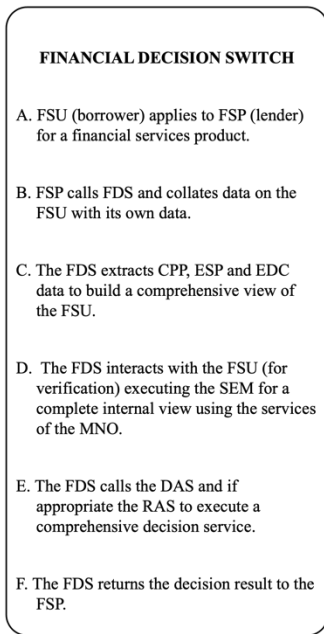 FINANCIAL DECISION SWITCH
A. FSU (borrower) applies to FSP (lender)
for a financial services product.
B. FSP calls FDS and collates data on the
FSU with its own data.
C. The FDS extracts CPP, ESP and EDC
data to build a comprehensive view of
the FSU.
D. The FDS interacts with the FSU (for
verification) executing the SEM for a
complete internal view using the services
of the MNO.
E. The FDS calls the DAS and if
appropriate the RAS to execute a
comprehensive decision service.
F. The FDS returns the decision result to the
FSP.